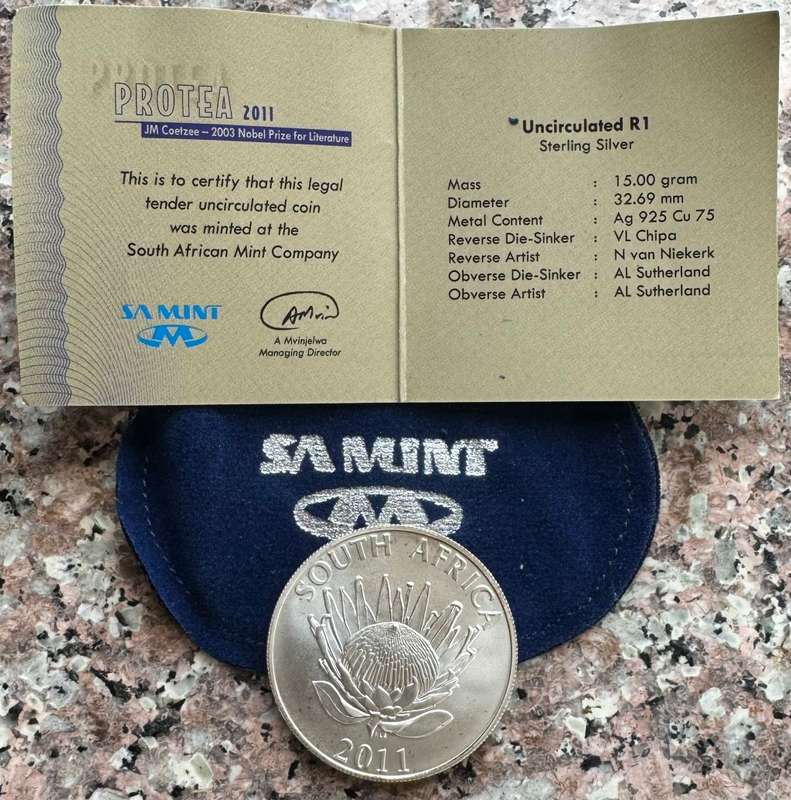 PROTEA
PROTEA 2011
JM Coetzee – 2003 Nobel Prize for Literature
This is to certify that this legal
tender uncirculated coin
was minted at the
South African Mint Company
SA MINT
A Mvinjelwa
Managing Director
Uncirculated R1
Sterling Silver
Mass : 15.00 gram
Diameter : 32.69 mm
Metal Content : Ag 925 Cu 75
Reverse Die-Sinker : VL Chipa
Reverse Artist : N van Niekerk
Obverse Die-Sinker : AL Sutherland
Obverse Artist : AL Sutherland
SA MINT
SOUTH AFRICA
2011